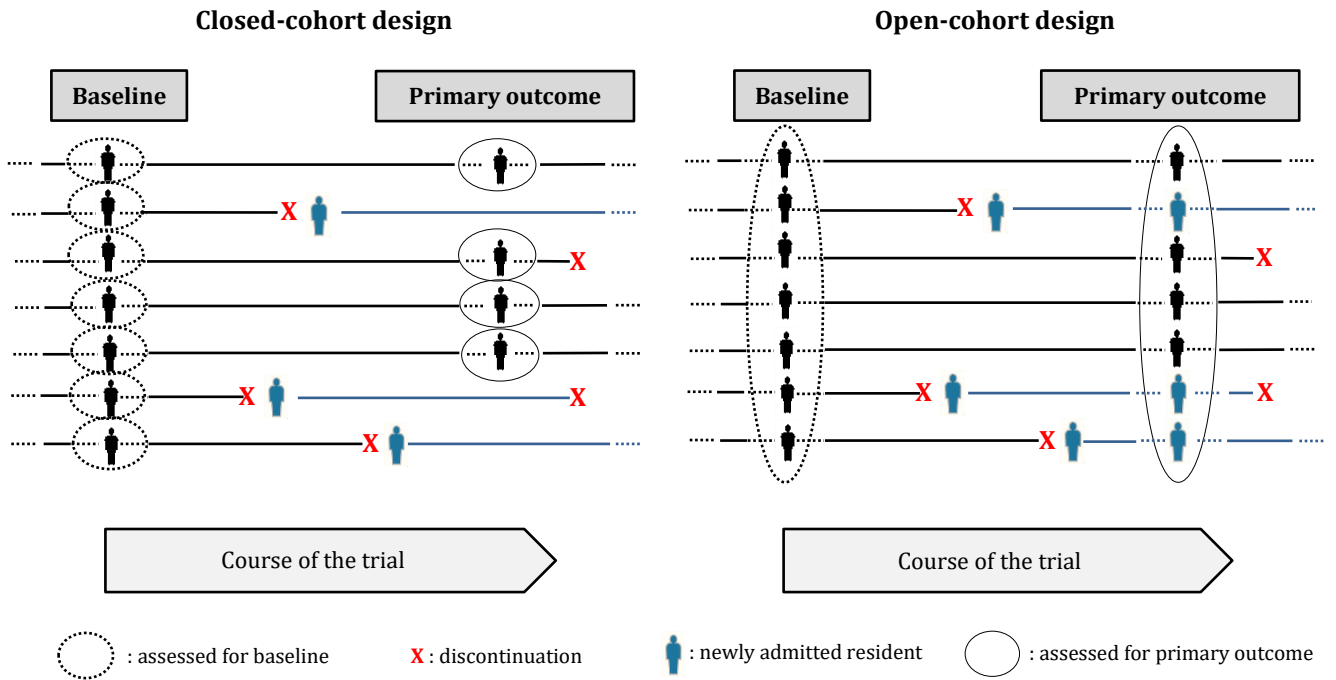 Closed-cohort design
Open-cohort design
Baseline
Primary outcome
Baseline
Primary outcome
X
X
X
X
X
X
X
X
X
X
Course of the trial
Course of the trial
: assessed for baseline
X : discontinuation
: newly admitted resident
: assessed for primary outcome